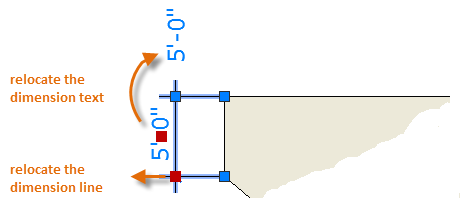 5'-0"
relocate the
dimension text
5'-0"
relocate the
dimension line